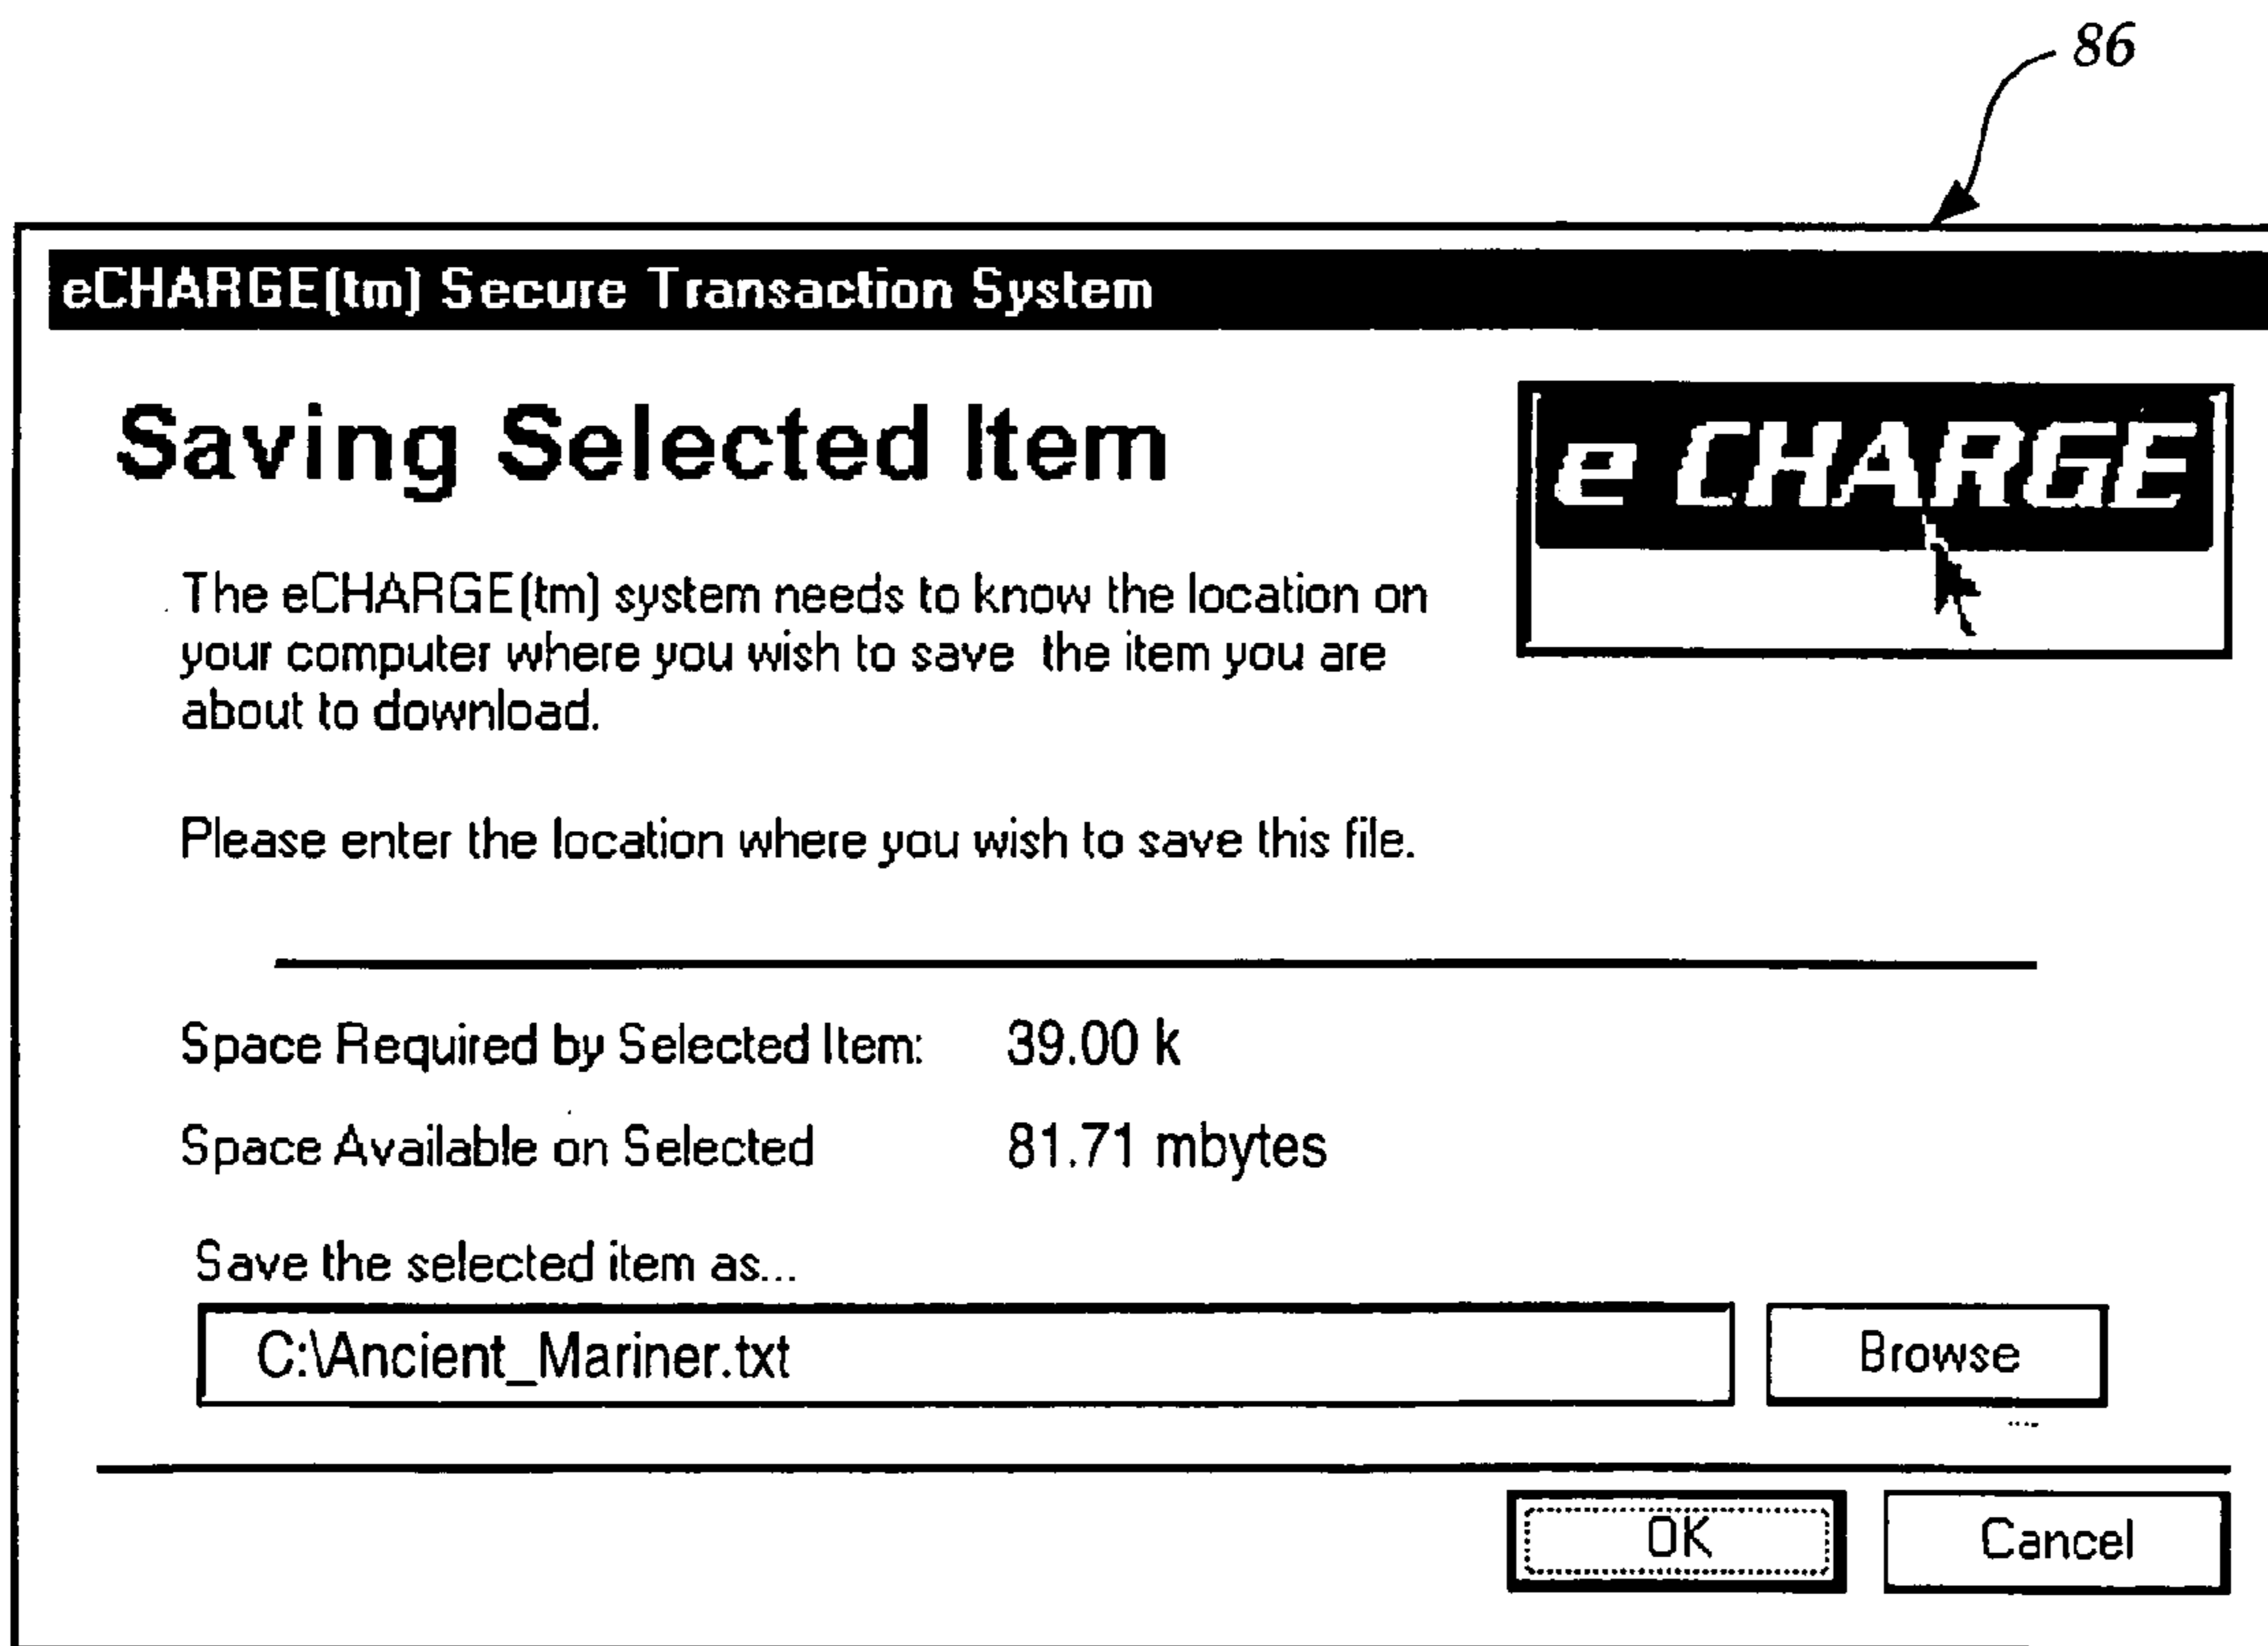 86
eCHARGE(tm) Secure Transaction System
Saving Selected Item
e CHARGE
The eCHARGE(tm) system needs to know the location on
your computer where you wish to save the item you are
about to download.
Please enter the location where you wish to save this file.
Space Required by Selected Item: 39.00 k
Space Available on Selected 81.71 mbytes
Save the selected item as...
C:\Ancient_Mariner.txt Browse
OK Cancel